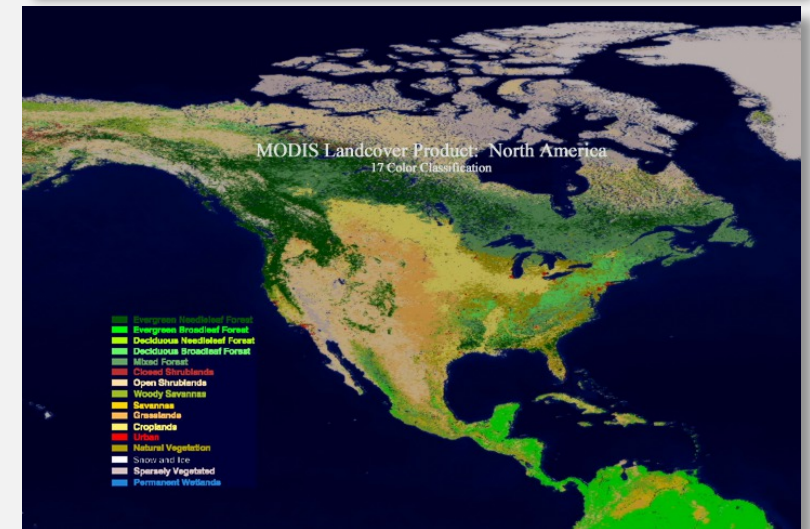 MODIS Landcover Product: North America
17 Color Classification
Evergreen Needleleaf Forest
Evergreen Broadleaf Forest
Deciduous Needleleaf Forest
Deciduous Broadleaf Forest
Mixed Forest
Closed Shrublands
Open Shrublands
Woody Savannas
Savannas
Grasslands
Croplands
Urban
Natural Vegetation
Snow and Ice
Sparsely Vegetated
Permanent Wetlands